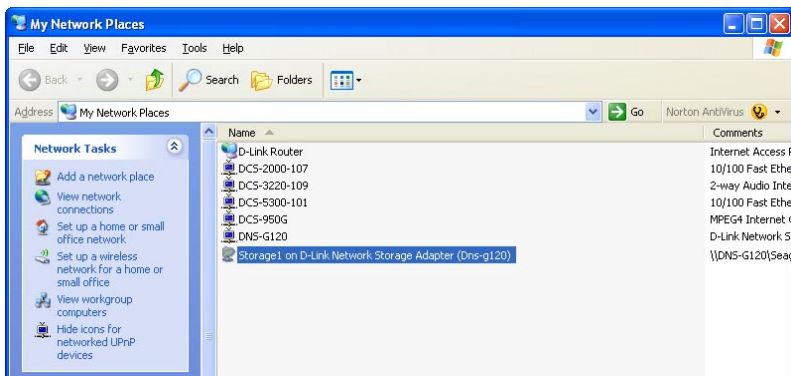 My Network Places
File Edit View Favorites Tools Help
Back Search Folders
Address My Network Places Go Norton AntiVirus
Name Comments
Network Tasks
Add a network place
View network
connections
Set up a home or small
office network
Set up a wireless
network for a home or
small office
View workgroup
computers
Hide icons for
networked UPnP
devices
D-Link Router Internet Access
DCS-2000-107 10/100 Fast Ethe
DCS-3220-109 2-way Audio Inte
DCS-5300-101 10/100 Fast Ethe
DCS-950G MPEG4 Internet
DNS-G120 D-Link Network S
Storage1 on D-Link Network Storage Adapter (Dns-g120) \\DNS-G120\Seag